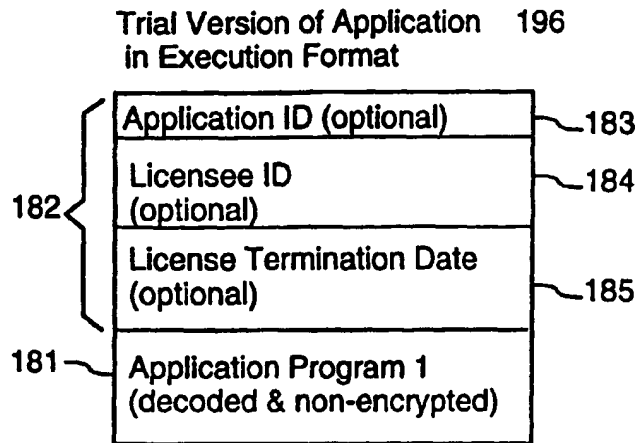 Trial Version of Application 196
in Execution Format
Application ID (optional)
183
Licensee ID
184
(optional)
182
License Termination Date
(optional)
185
181
Application Program 1
(decoded & non-encrypted)